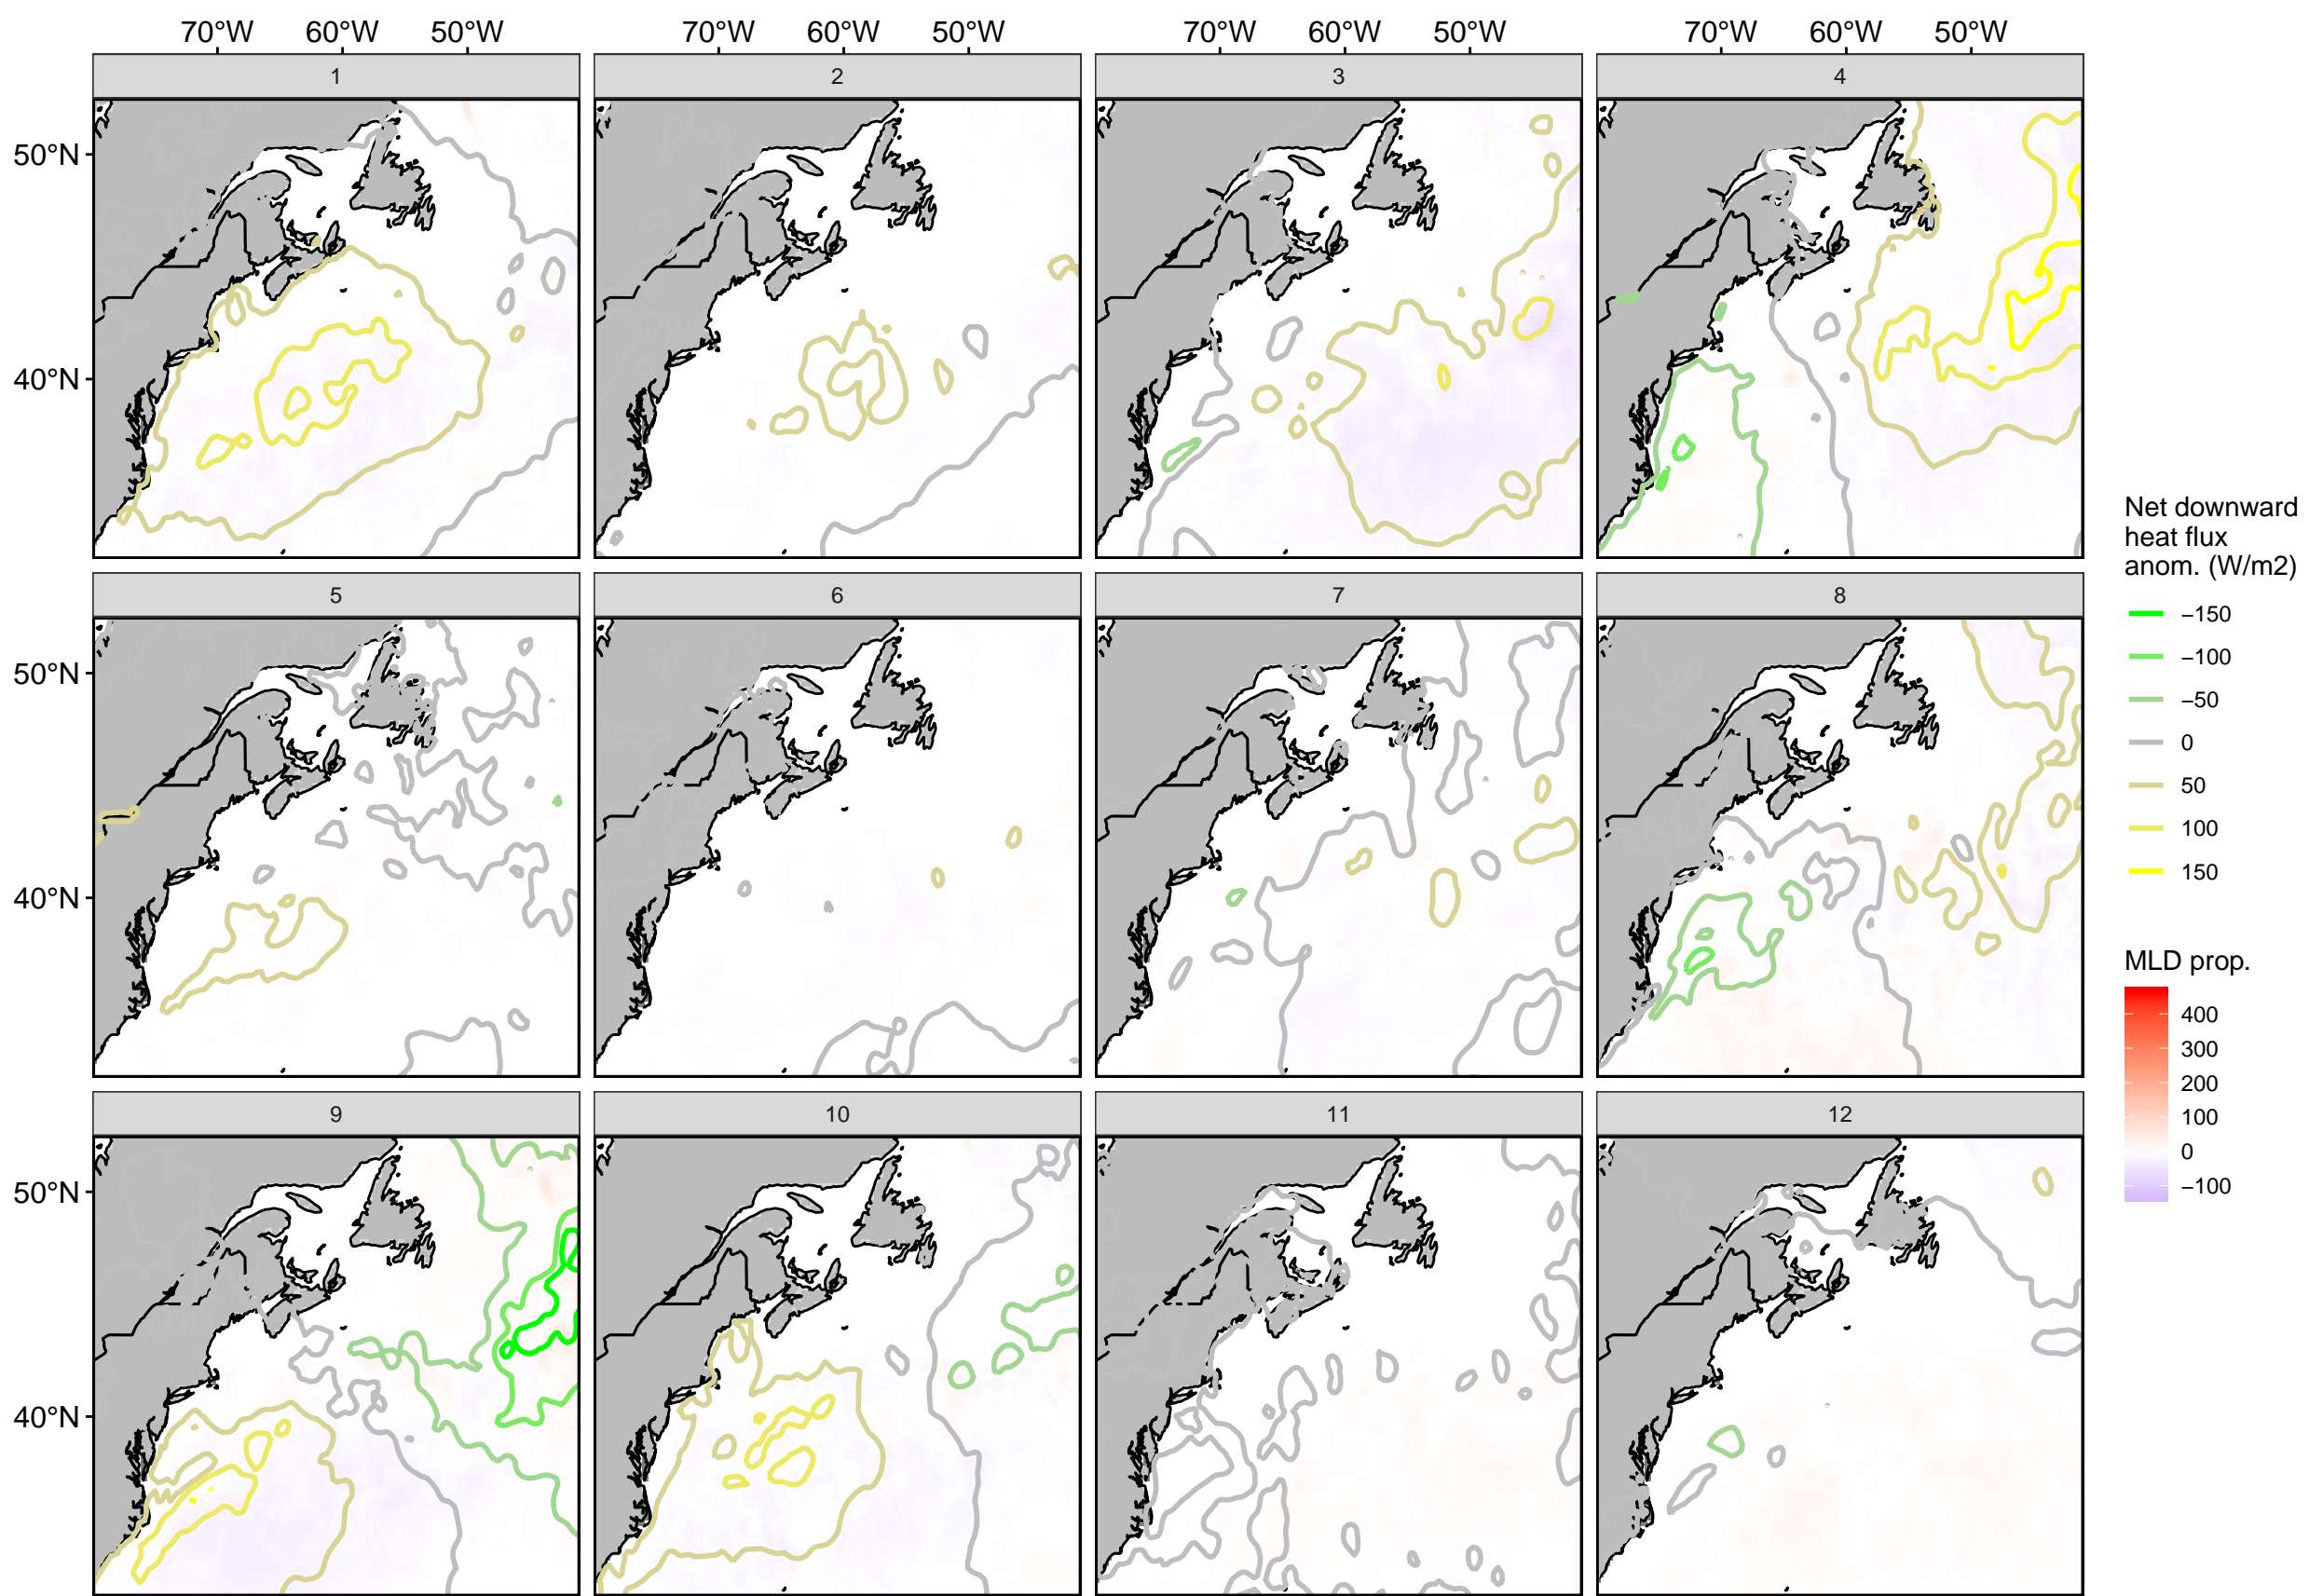 70°W 60°W 50°W 70°W 60°W 50°W 70°W 60°W 50°W 70°W 60°W 50°W
1 2 3 4
50°N
40°N
5 6 7 8
50°N
40°N
9 10 11 12
50°N
40°N
Net downward
heat flux
anom. (W/m2)
−150
−100
−50
0
50
100
150
MLD prop.
400
300
200
100
0
−100